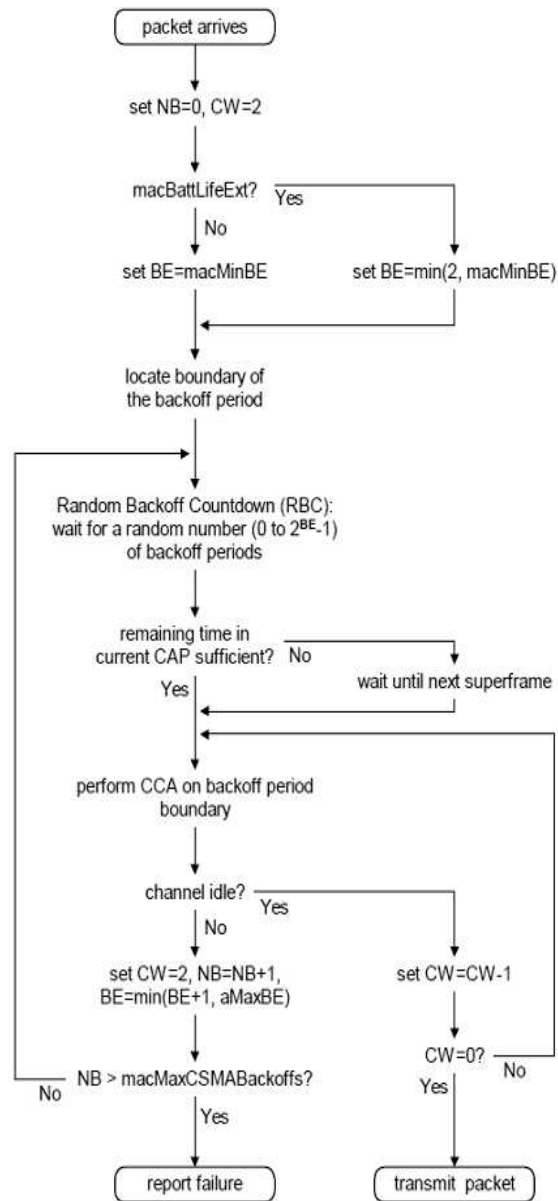 packet arrives
set NB=0, CW=2
macBattLifeExt?
Yes
No
set BE=macMinBE
set BE=min(2, macMinBE)
locate boundary of
the backoff period
Random Backoff Countdown (RBC):
wait for a random number (0 to 2^BE-1)
of backoff periods
remaining time in
current CAP sufficient?
No
Yes
wait until next superframe
perform CCA on backoff period
boundary
channel idle?
Yes
No
set CW=2, NB=NB+1,
BE=min(BE+1, aMaxBE)
set CW=CW-1
CW=0?
No
Yes
NB > macMaxCSMABackoffs?
No
Yes
report failure
transmit packet